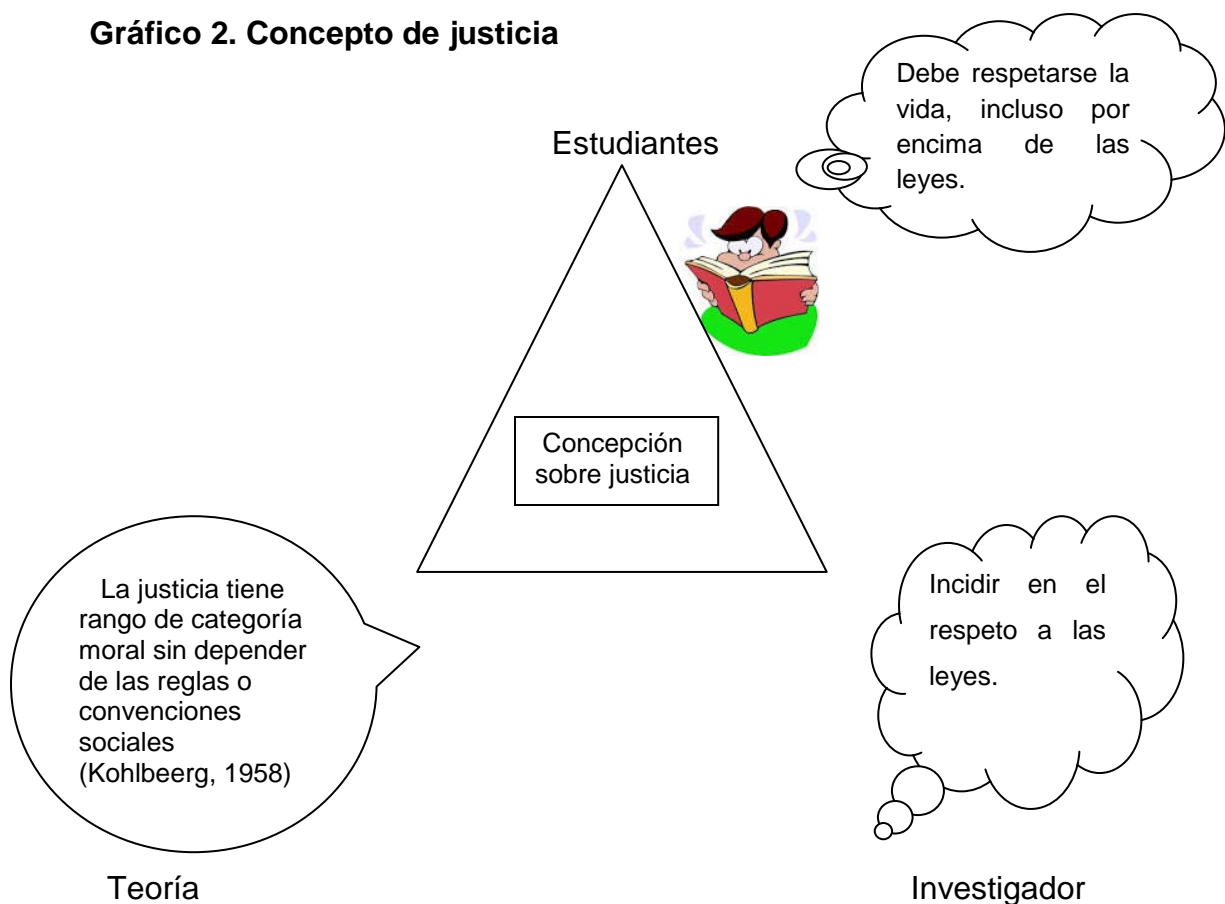 Gráfico 2. Concepto de justicia
Debe respetarse la
vida, incluso por
encima de las
leyes.
Estudiantes
Concepción
sobre justicia
La justicia tiene
rango de categoría
moral sin depender
de las reglas o
convenciones
sociales
(Kohlbeerg, 1958)
Incidir en el
respeto a las
leyes.
Teoría
Investigador